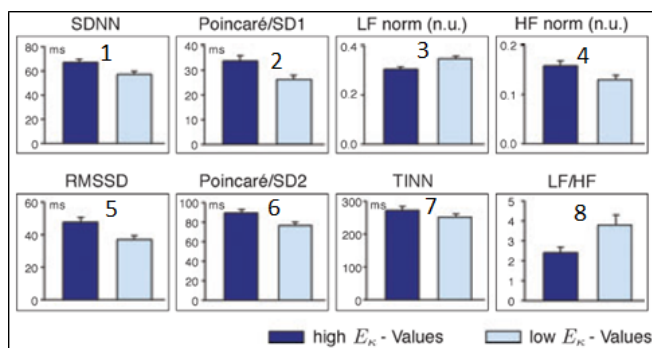 SDNN
Poincaré/SD1
LF norm (n.u.)
HF norm (n.u.)
80
ms
1
60
40
20
0
40
ms
2
30
20
10
0
0.4
3
0.2
0.0
0.2
4
0.1
0.0
RMSSD
Poincaré/SD2
TINN
LF/HF
60
ms
5
40
20
0
100
ms
6
80
60
40
20
0
300
ms
7
200
100
0
5
8
4
3
2
1
0
high Eκ - Values
low Eκ - Values